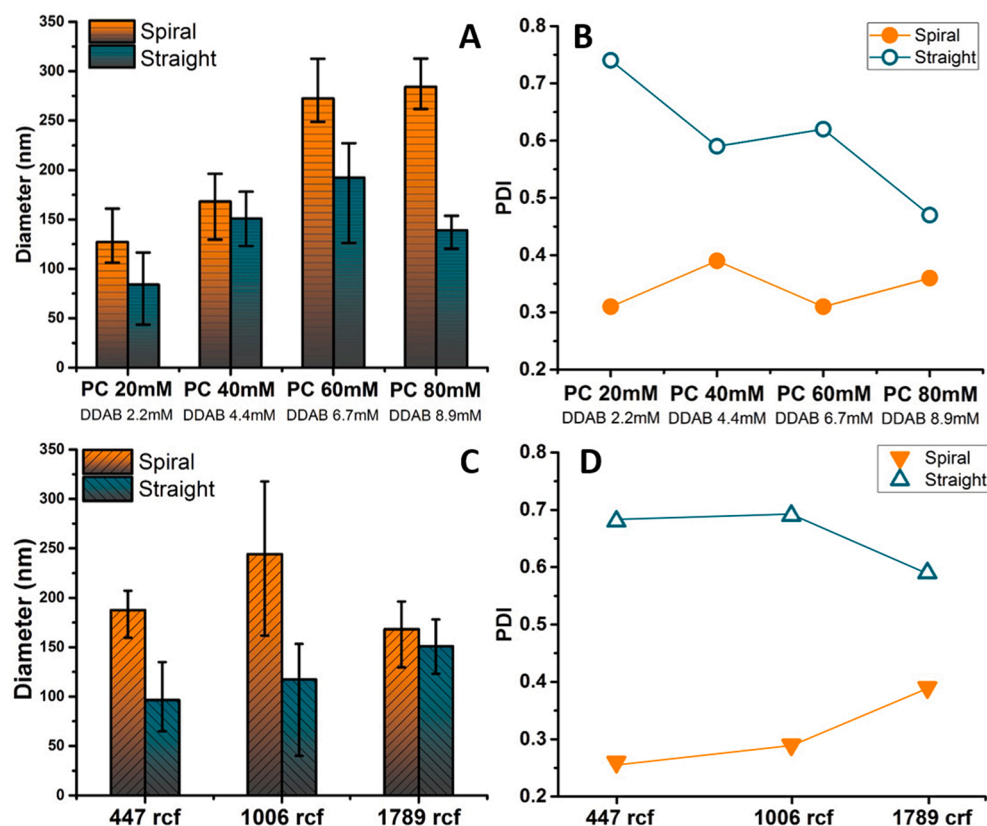 A
Spiral
Straight
Diameter (nm)
350
300
250
200
150
100
50
0
PC 20mM PC 40mM PC 60mM PC 80mM
DDAB 2.2mM DDAB 4.4mM DDAB 6.7mM DDAB 8.9mM
B
Spiral
Straight
PDI
0.8
0.7
0.6
0.5
0.4
0.3
0.2
PC 20mM PC 40mM PC 60mM PC 80mM
DDAB 2.2mM DDAB 4.4mM DDAB 6.7mM DDAB 8.9mM
C
Spiral
Straight
Diameter (nm)
350
300
250
200
150
100
50
0
447 rcf 1006 rcf 1789 rcf
D
Spiral
Straight
PDI
0.8
0.7
0.6
0.5
0.4
0.3
0.2
447 rcf 1006 rcf 1789 crf